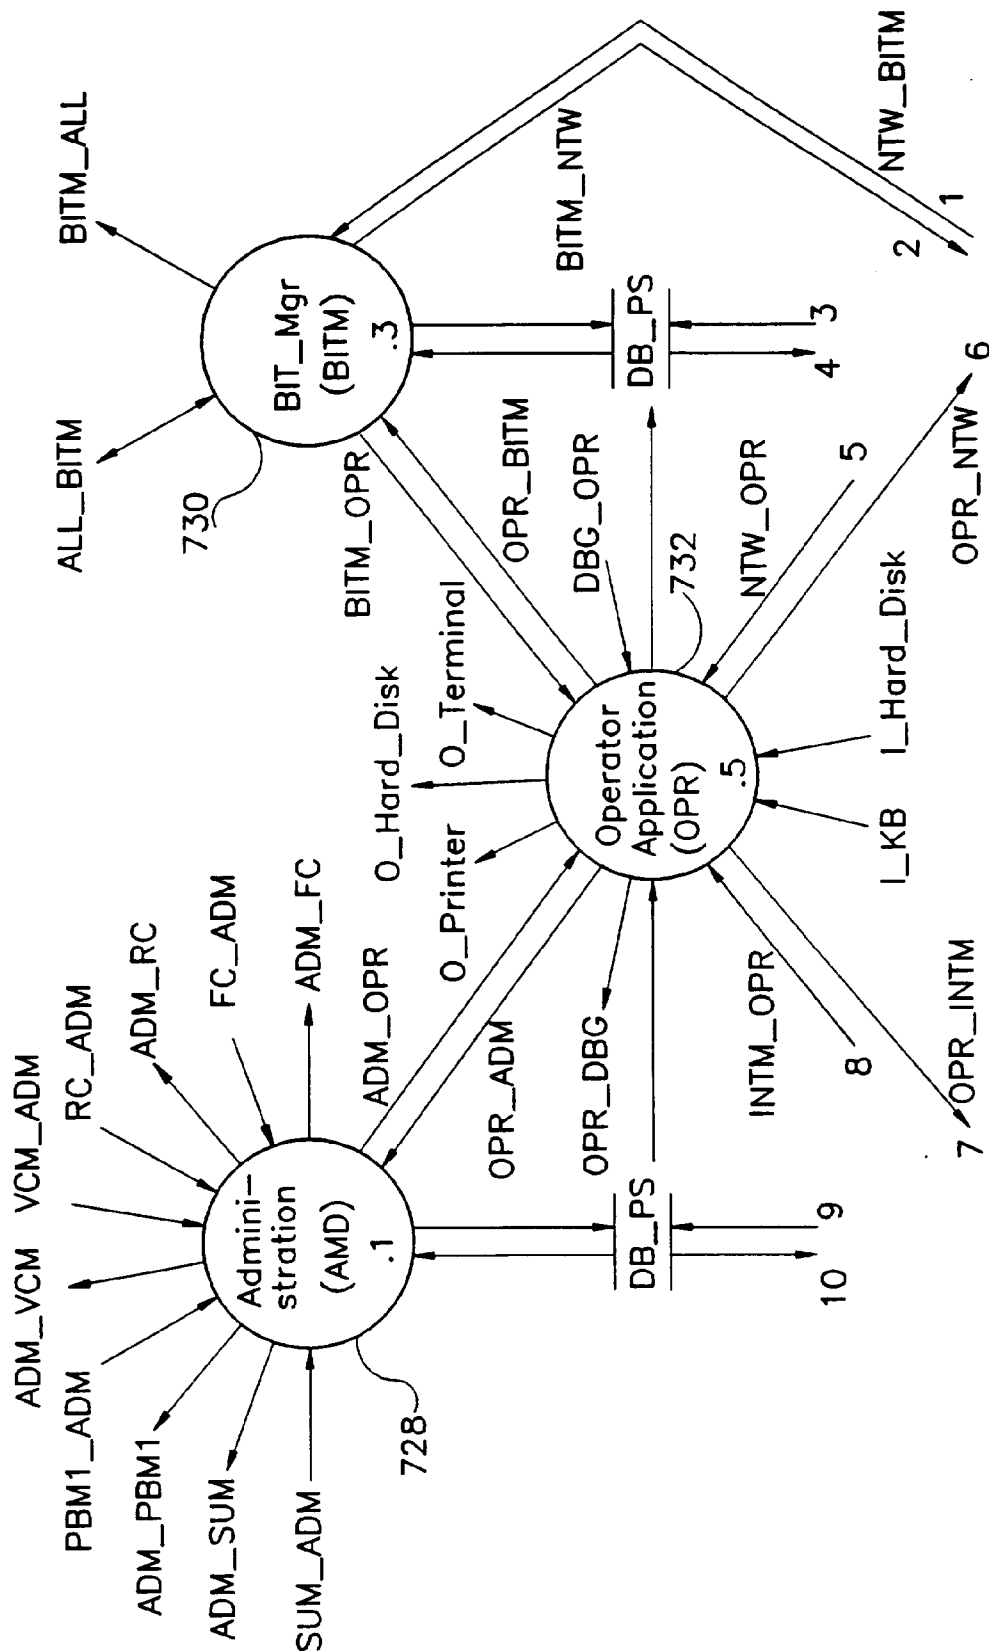 ADM_VCM
VCM_ADM
PBM1_ADM
RC_ADM
ADM_RC
ADM_PBM1
FC_ADM
ADM_SUM
ADM_FC
SUM_ADM
Admini-
stration
(AMD)
.1
728
ALL_BITM
BITM_ALL
730
BIT_Mgr
(BITM)
.3
BITM_OPR
OPR_BITM
BITM_NTW
NTW_BITM
O_Hard_Disk
O_Terminal
O_Printer
ADM_OPR
OPR_ADM
OPR_DBG
DBG_OPR
DB_PS
DB_PS
732
Operator
Application
(OPR)
.5
INTM_OPR
NTW_OPR
I_KB
I_Hard_Disk
OPR_INTM
OPR_NTW
10
9
8
7
5
6
4
3
2
1